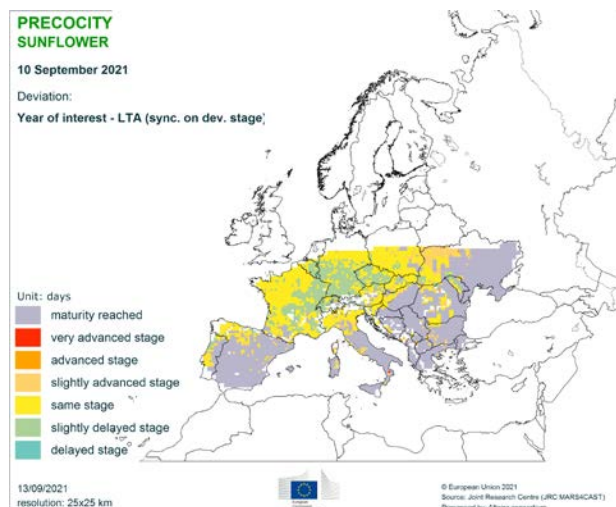 PRECOCITY
SUNFLOWER
10 September 2021
Deviation:
Year of interest - LTA (sync. on dev. stage)
Unit: days
maturity reached
very advanced stage
advanced stage
slightly advanced stage
same stage
slightly delayed stage
delayed stage
13/09/2021
resolution: 25x25 km
© European Union 2021
Source: Joint Research Centre (JRC MARS4CAST)